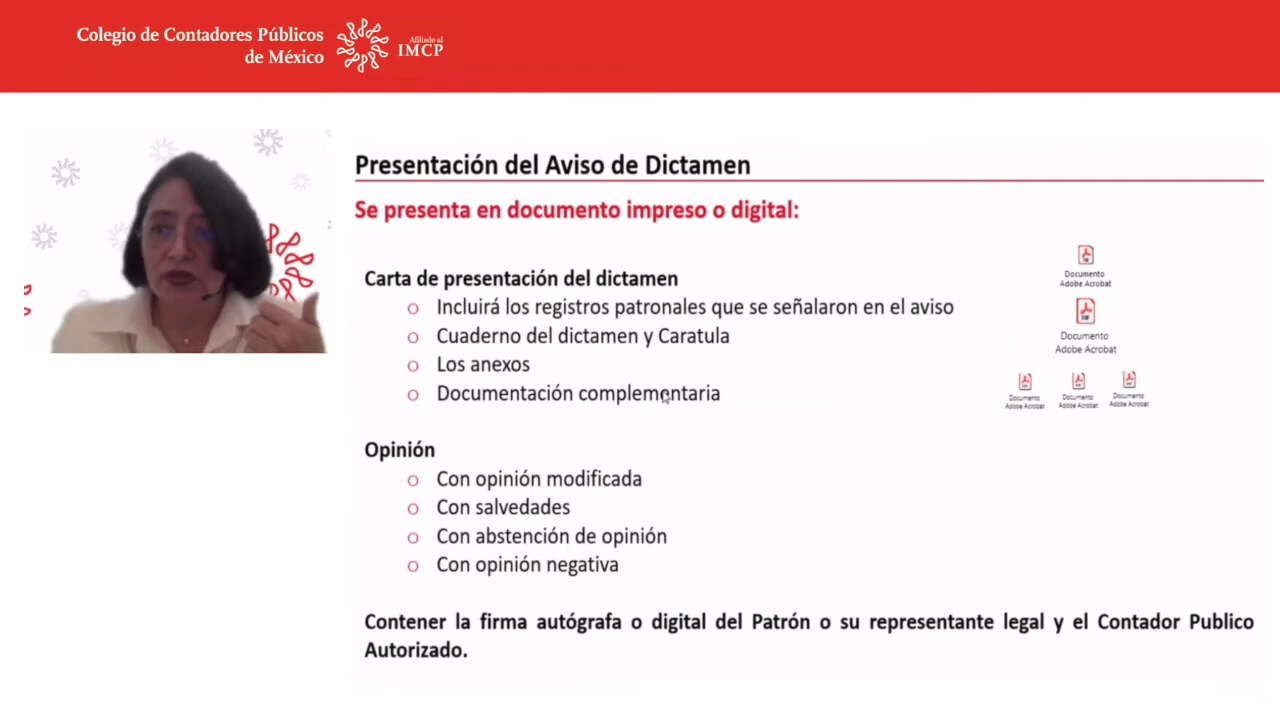 Colegio de Contadores Públicos
de México
Afiliado al
IMCP
Presentación del Aviso de Dictamen
Se presenta en documento impreso o digital:
Carta de presentación del dictamen
o Incluirá los registros patronales que se señalaron en el aviso
o Cuaderno del dictamen y Caratula
o Los anexos
o Documentación complementaria
Documento
Adobe Acrobat
Documento
Adobe Acrobat
Documento
Adobe Acrobat
Documento
Adobe Acrobat
Documento
Adobe Acrobat
Opinión
o Con opinión modificada
o Con salvedades
o Con abstención de opinión
o Con opinión negativa
Contener la firma autógrafa o digital del Patrón o su representante legal y el Contador Publico
Autorizado.